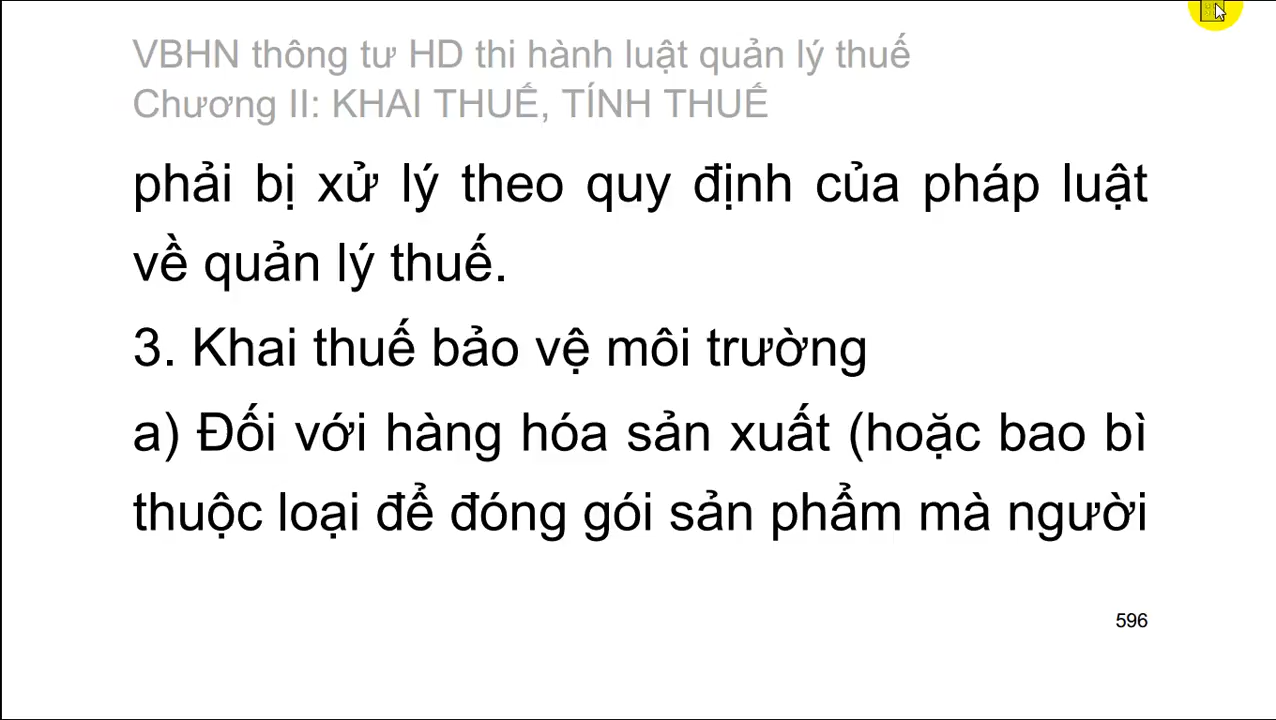 VBHN thông tư HD thi hành luật quản lý thuế
Chương II: KHAI THUẾ, TÍNH THUẾ
phải bị xử lý theo quy định của pháp luật
về quản lý thuế.
3. Khai thuế bảo vệ môi trường
a) Đối với hàng hóa sản xuất (hoặc bao bì
thuộc loại để đóng gói sản phẩm mà người
596